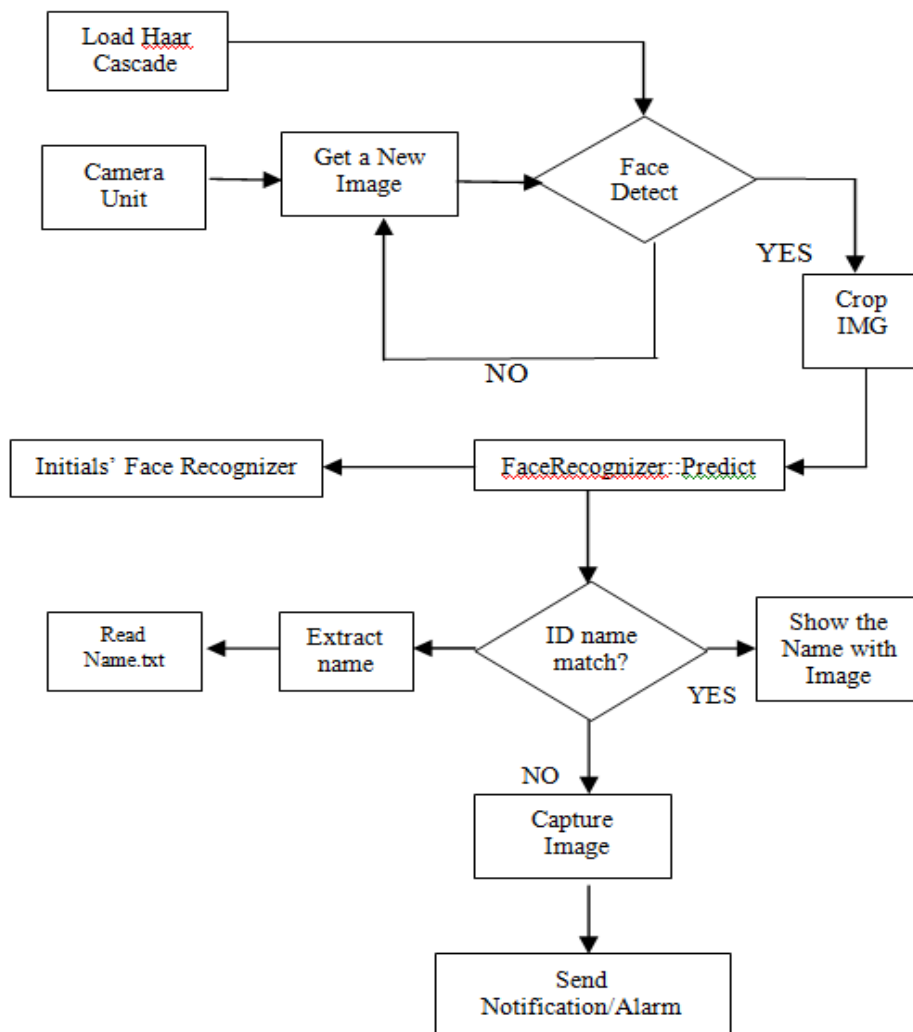 Load Haar
Cascade
Camera
Unit
Get a New
Image
Face
Detect
YES
NO
Crop
IMG
Initials’ Face Recognizer
FaceRecognizer::Predict
Read
Name.txt
Extract
name
ID name
match?
YES
Show the
Name with
Image
NO
Capture
Image
Send
Notification/Alarm